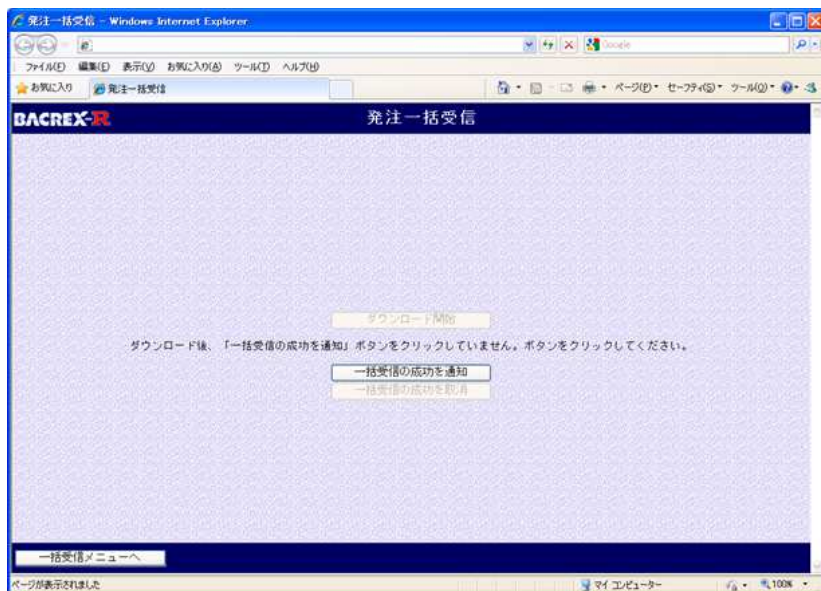 発注一括受信 - Windows Internet Explorer
Google
ファイル(F) 編集(E) 表示(V) お気に入り(A) ツール(T) ヘルプ(H)
お気に入り 発注一括受信 ページ(P) セーフティ(S) ツール(O)
BACREX-R 発注一括受信
ダウンロード開始
ダウンロード後、「一括受信の成功を通知」ボタンをクリックしていません。ボタンをクリックしてください。
一括受信の成功を通知
一括受信の成功を取消
一括受信メニューへ
ページが表示されました マイ コンピューター 100%